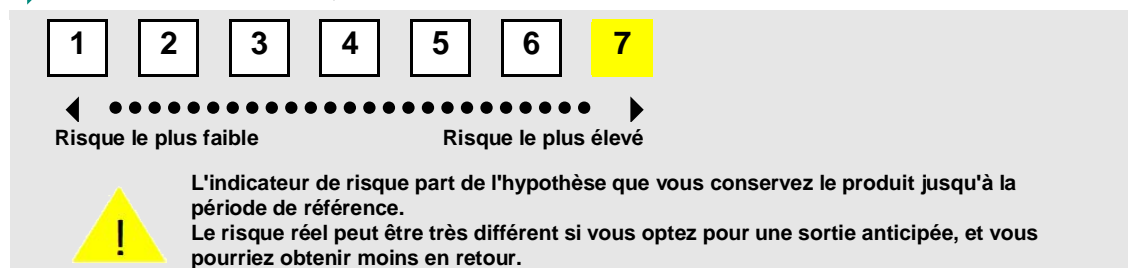 1 2 3 4 5 6 7
Risque le plus faible Risque le plus élevé
L'indicateur de risque part de l'hypothèse que vous conservez le produit jusqu'à la
période de référence.
Le risque réel peut être très différent si vous optez pour une sortie anticipée, et vous
pourriez obtenir moins en retour.
!